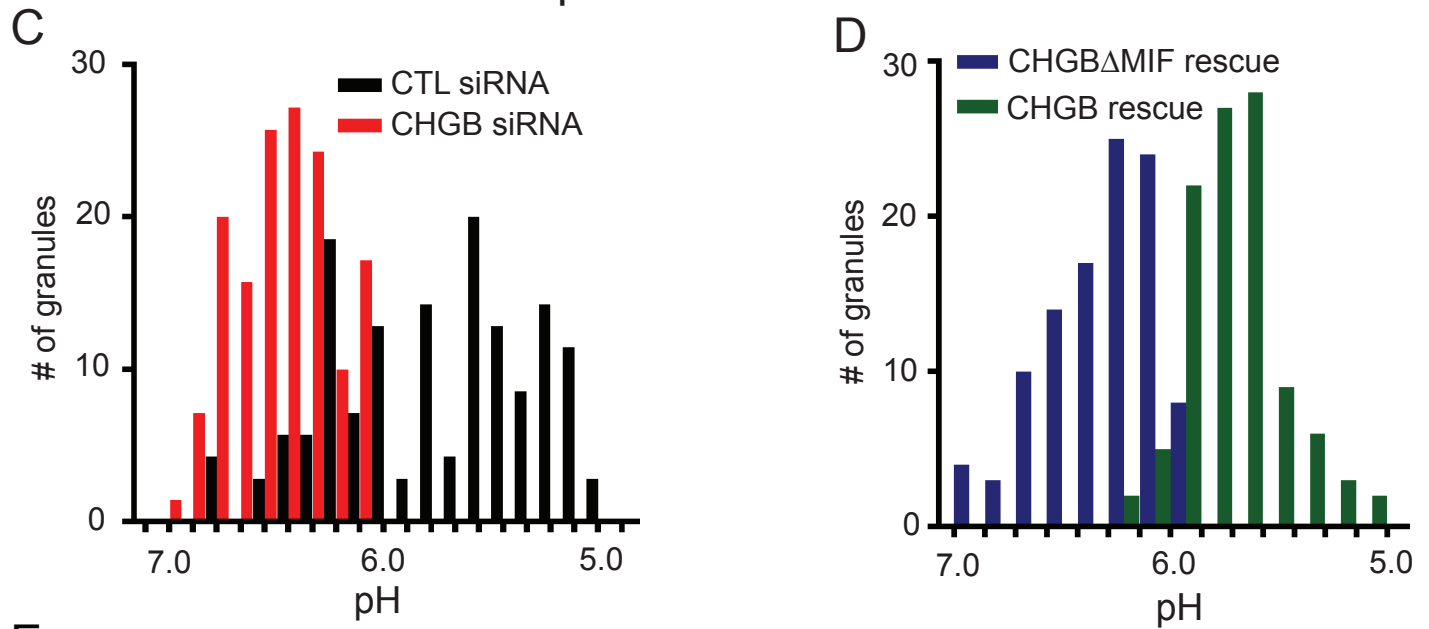 C
30
20
10
0
# of granules
CTL siRNA
CHGB siRNA
7.0 6.0 5.0
pH
D
30
20
10
0
# of granules
CHGBΔMIF rescue
CHGB rescue
7.0 6.0 5.0
pH